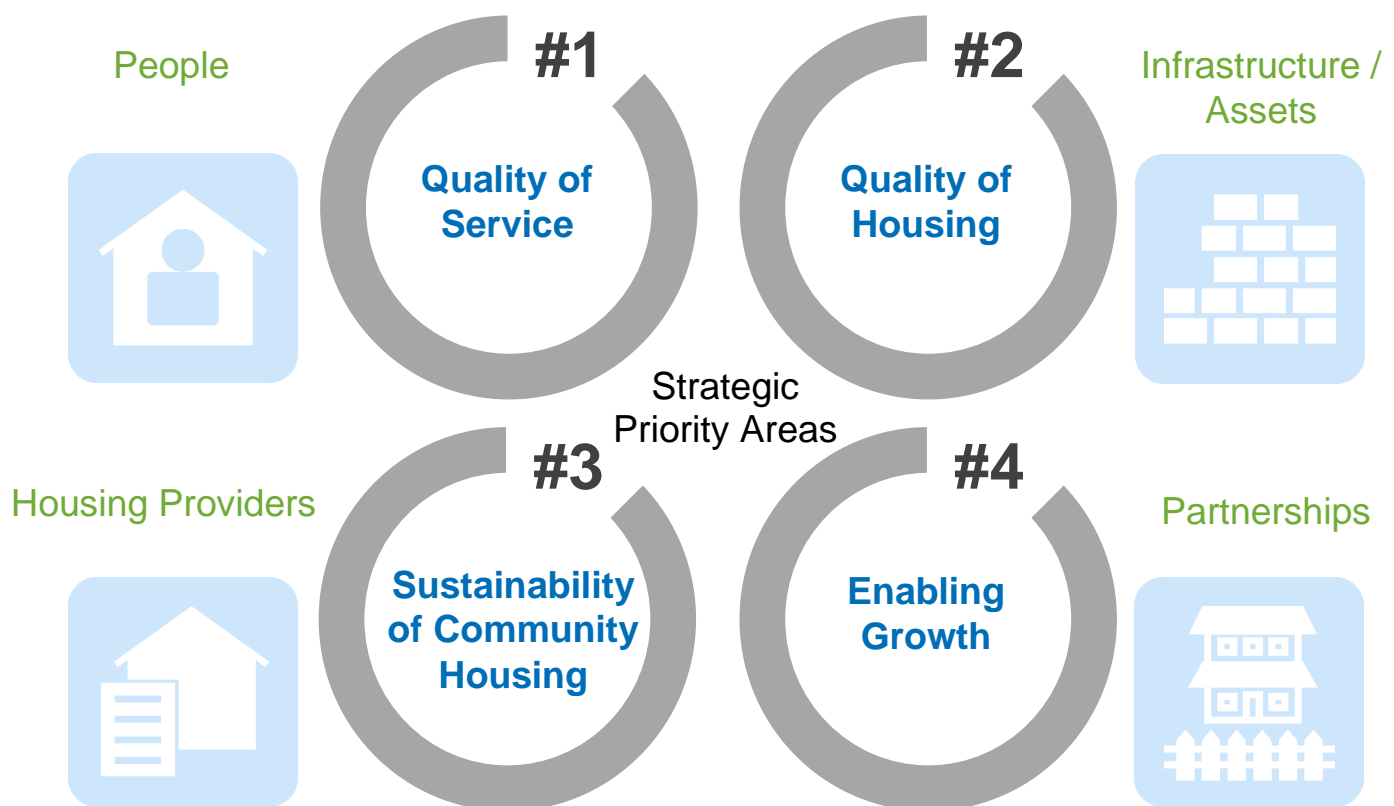 People
#1
Quality of
Service
#2
Quality of
Housing
Infrastructure /
Assets
Strategic
Priority Areas
Housing Providers
#3
Sustainability
of Community
Housing
#4
Enabling
Growth
Partnerships